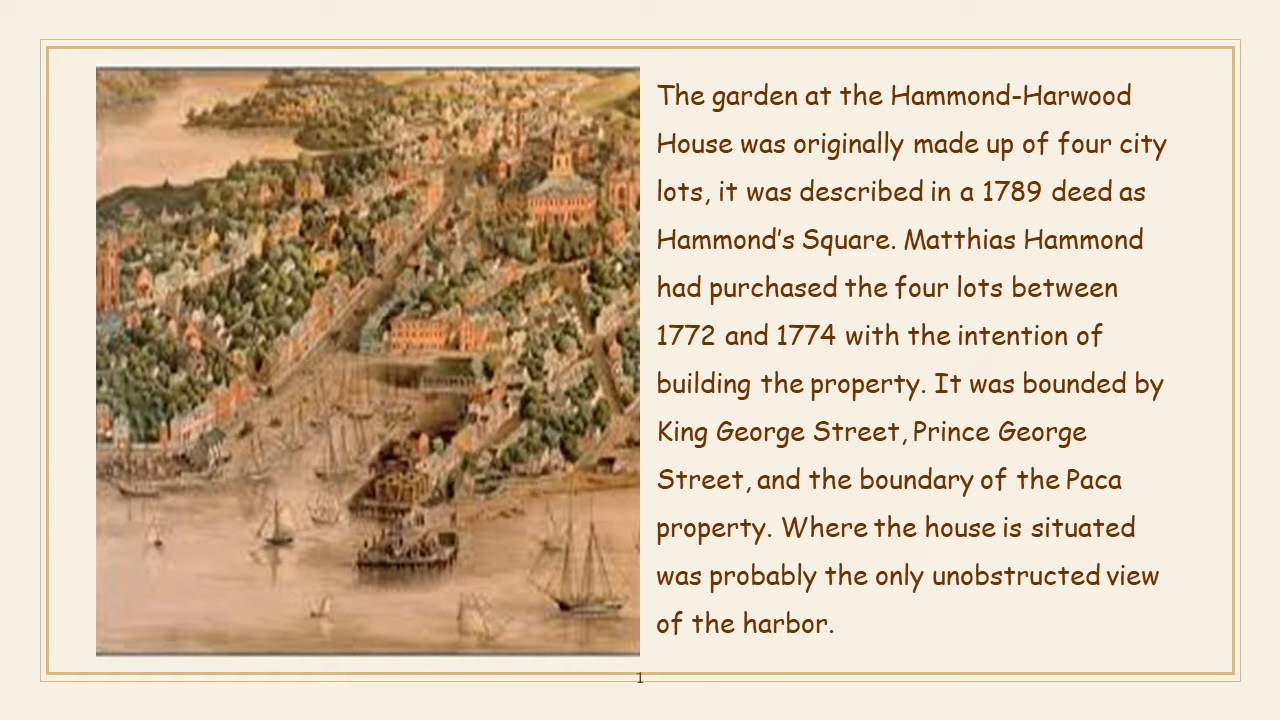 The garden at the Hammond-Harwood
House was originally made up of four city
lots, it was described in a 1789 deed as
Hammond's Square. Matthias Hammond
had purchased the four lots between
1772 and 1774 with the intention of
building the property. It was bounded by
King George Street, Prince George
Street, and the boundary of the Paca
property. Where the house is situated
was probably the only unobstructed view
of the harbor.
1